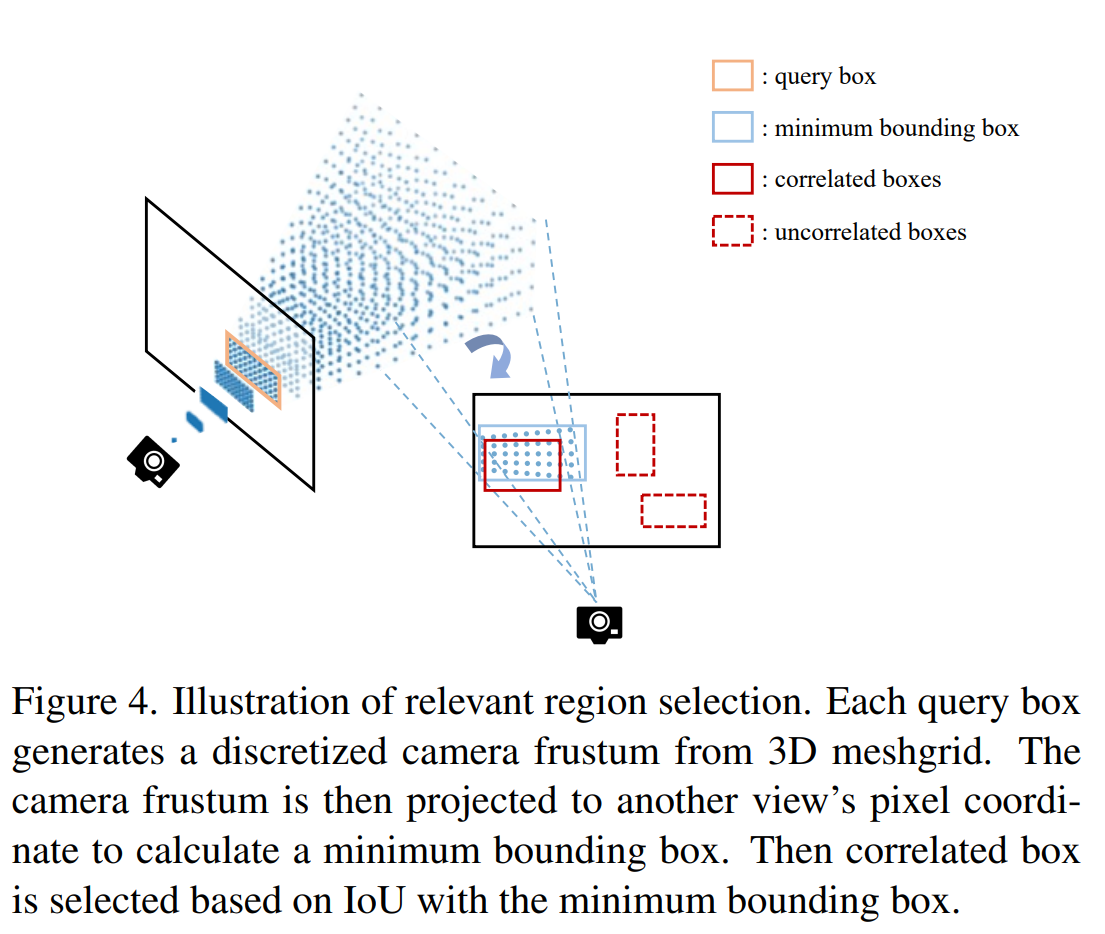 : query box
: minimum bounding box
: correlated boxes
: uncorrelated boxes
Figure 4. Illustration of relevant region selection. Each query box
generates a discretized camera frustum from 3D meshgrid. The
camera frustum is then projected to another view’s pixel coordi-
nate to calculate a minimum bounding box. Then correlated box
is selected based on IoU with the minimum bounding box.